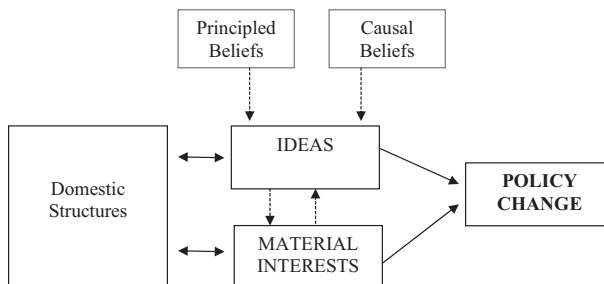 Principled
Beliefs
Causal
Beliefs
IDEAS
Domestic
Structures
POLICY
CHANGE
MATERIAL
INTERESTS